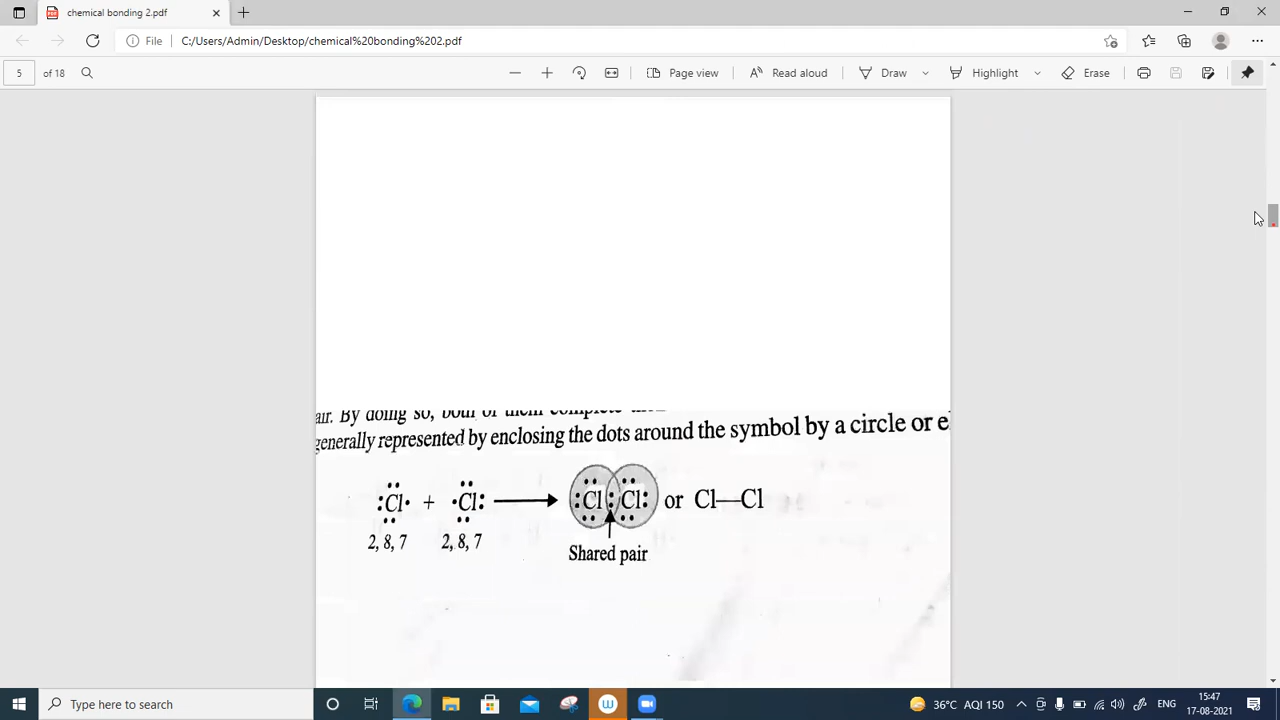 chemical bonding 2.pdf
File C:/Users/Admin/Desktop/chemical%20bonding%202.pdf
5 of 18 Page view Read aloud Draw Highlight Erase
air. By doing so, both of them complete
generally represented by enclosing the dots around the symbol by a circle or e
Cl + Cl Cl Cl or Cl—Cl
2, 8, 7 2, 8, 7
Shared pair
Type here to search
36°C AQI 150 ENG 15:47
17-08-2021